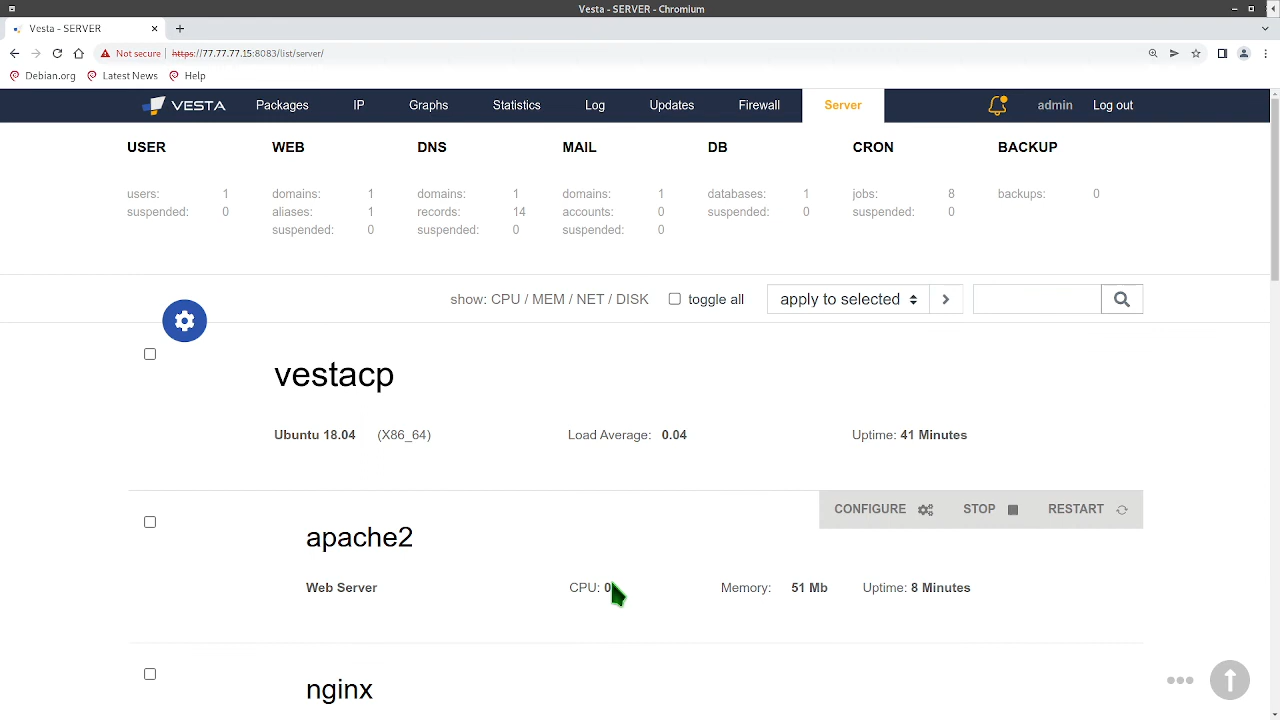 Vesta - SERVER - Chromium
Vesta - SERVER
Not secure https://77.77.77.15:8083/list/server/
Debian.org Latest News Help
VESTA Packages IP Graphs Statistics Log Updates Firewall Server admin Log out
USER WEB DNS MAIL DB CRON BACKUP
users: 1 domains: 1 domains: 1 domains: 1 databases: 1 jobs: 8 backups: 0
suspended: 0 aliases: 1 records: 14 accounts: 0 suspended: 0 suspended: 0
suspended: 0 suspended: 0 suspended: 0
show: CPU / MEM / NET / DISK toggle all apply to selected
vestacp
Ubuntu 18.04 (X86_64) Load Average: 0.04 Uptime: 41 Minutes
CONFIGURE STOP RESTART
apache2
Web Server CPU: 0 Memory: 51 Mb Uptime: 8 Minutes
nginx